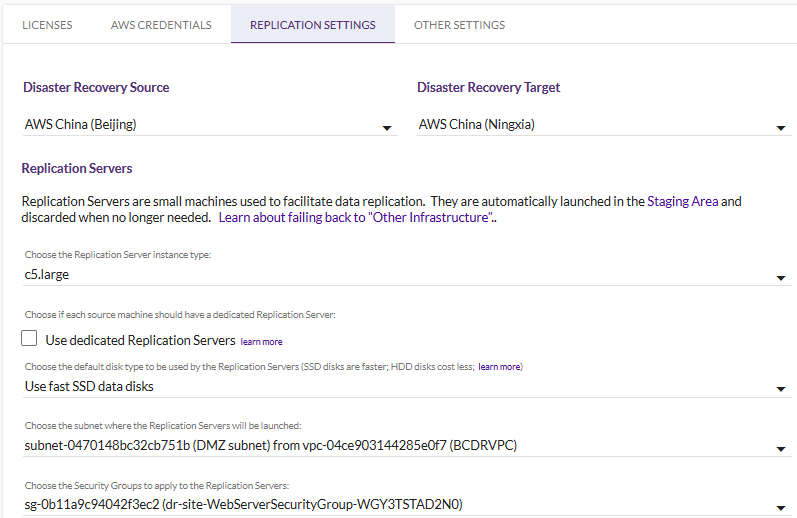 LICENSES AWS CREDENTIALS REPLICATION SETTINGS OTHER SETTINGS
Disaster Recovery Source Disaster Recovery Target
AWS China (Beijing) AWS China (Ningxia)
Replication Servers
Replication Servers are small machines used to facilitate data replication. They are automatically launched in the Staging Area and
discarded when no longer needed. Learn about failing back to "Other Infrastructure"..
Choose the Replication Server instance type:
c5.large
Choose if each source machine should have a dedicated Replication Server:
Use dedicated Replication Servers learn more
Choose the default disk type to be used by the Replication Servers (SSD disks are faster; HDD disks cost less; learn more)
Use fast SSD data disks
Choose the subnet where the Replication Servers will be launched:
subnet-0470148bc32cb751b (DMZ subnet) from vpc-04ce903144285e0f7 (BCDRVPC)
Choose the Security Groups to apply to the Replication Servers:
sg-0b11a9c94042f3ec2 (dr-site-WebServerSecurityGroup-WGY3TSTAD2N0)